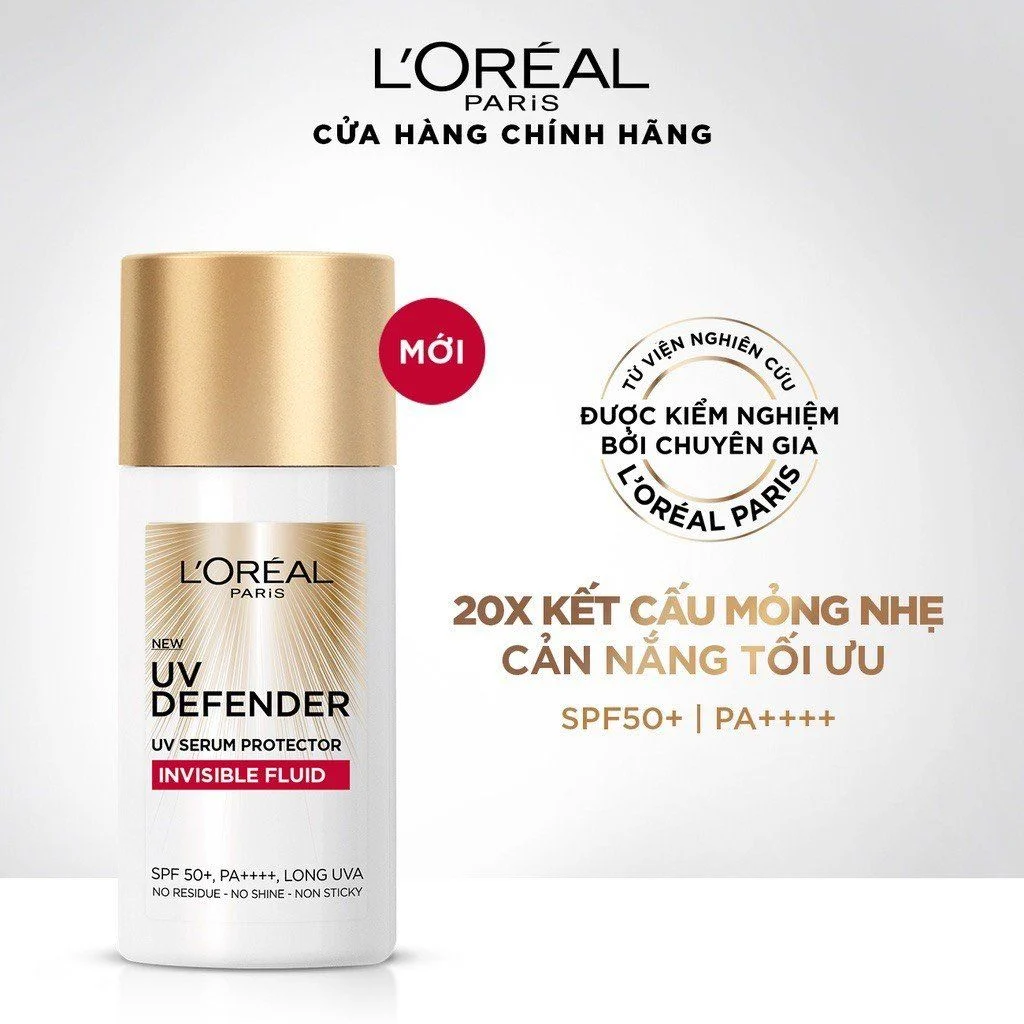 L'ORÉAL
PARiS
CỬA HÀNG CHÍNH HÃNG
MỚI
TỪ VIỆN NGHIÊN CỨU
ĐƯỢC KIỂM NGHIỆM
BỞI CHUYÊN GIA
L'ORÉAL PARIS
20X KẾT CẤU MỎNG NHẸ
CẢN NẮNG TỐI ƯU
SPF50+ | PA++++
L'ORÉAL
PARiS
NEW
UV
DEFENDER
UV SERUM PROTECTOR
INVISIBLE FLUID
SPF 50+, PA++++, LONG UVA
NO RESIDUE - NO SHINE - NON STICKY